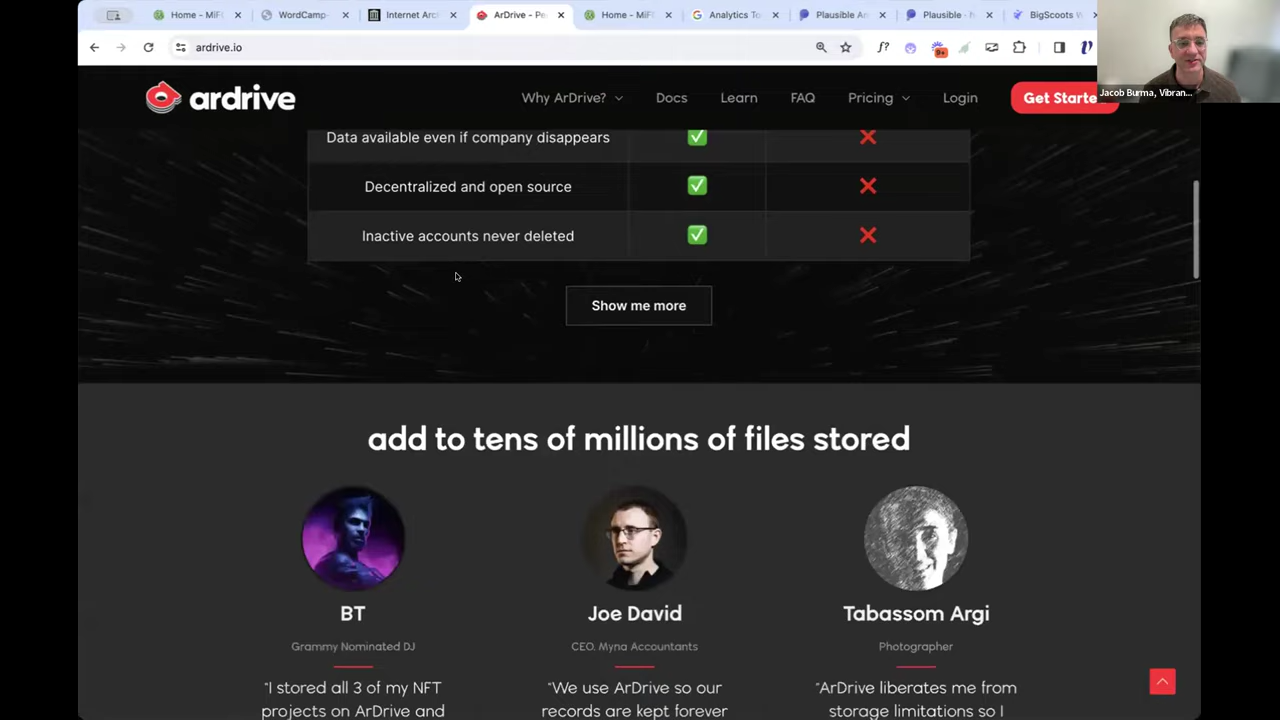 Home - MiF
WordCamp-
Internet Arc
ArDrive - Pe
Home - MiF
Analytics To
Plausible An
Plausible -
BigScoots W
ardrive.io
Jacob Burma, Vibran...
ardrive
Why ArDrive?
Docs
Learn
FAQ
Pricing
Login
Get Starte
Data available even if company disappears
Decentralized and open source
Inactive accounts never deleted
Show me more
add to tens of millions of files stored
BT
Joe David
Tabassom Argi
Grammy Nominated DJ
CEO, Myna Accountants
Photographer
"I stored all 3 of my NFT
projects on ArDrive and
"We use ArDrive so our
records are kept forever
"ArDrive liberates me from
storage limitations so I